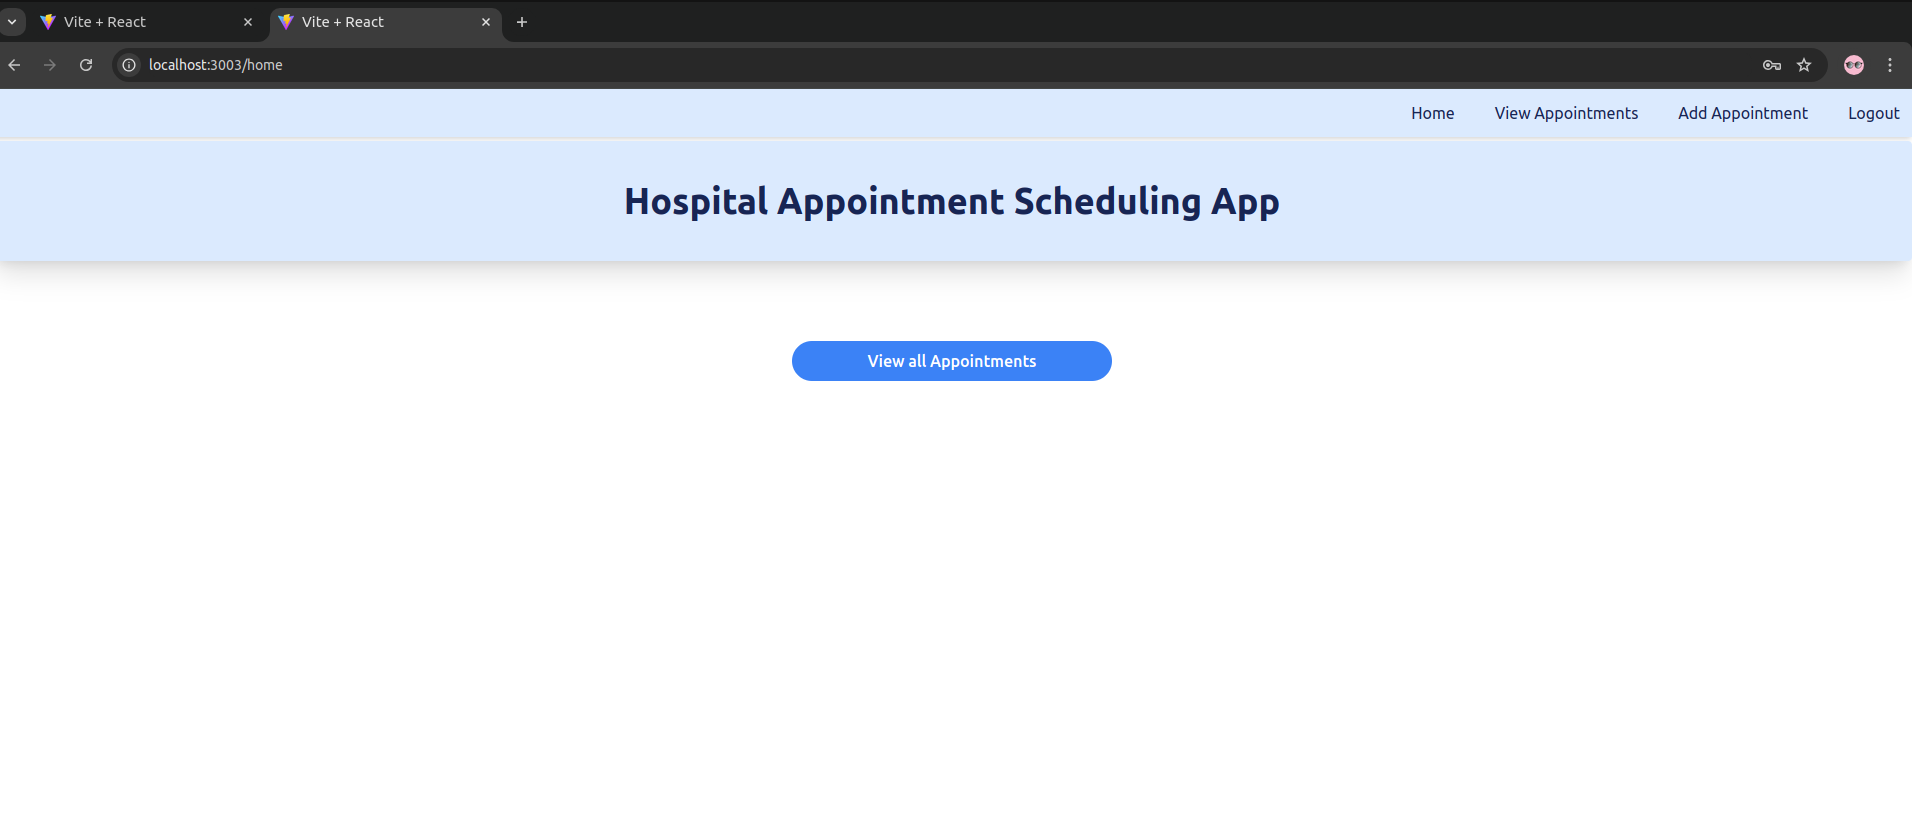 Vite + React
Vite + React
localhost:3003/home
Home View Appointments Add Appointment Logout
Hospital Appointment Scheduling App
View all Appointments